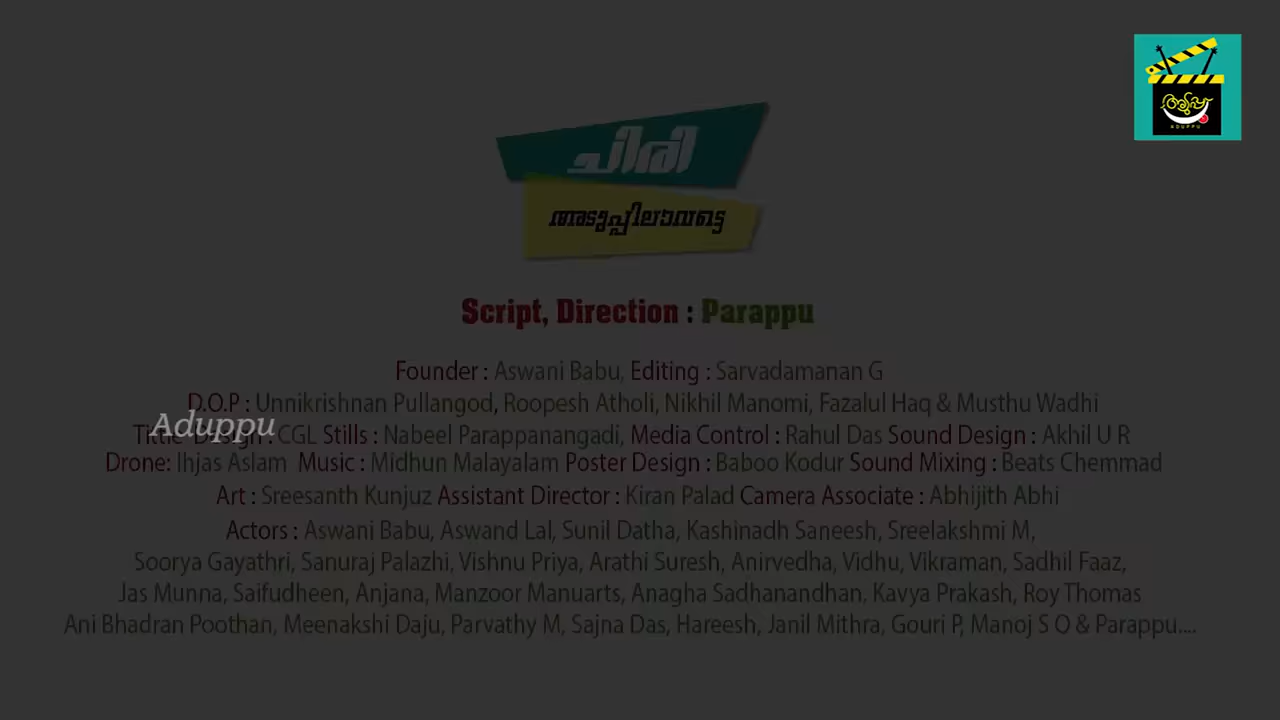 അടുപ്പ്
ADUPPU
ചിരി
അടുപ്പിലാവട്ടെ
Script, Direction : Parappu
Founder : Aswani Babu, Editing : Sarvadamanan G
D.O.P : Unnikrishnan Pullangod, Roopesh Atholi, Nikhil Manomi, Fazalul Haq & Musthu Wadhi
Aduppu
Title Design : CGL Stills : Nabeel Parappanangadi, Media Control : Rahul Das Sound Design : Akhil U R
Drone: Ihjas Aslam Music : Midhun Malayalam Poster Design : Baboo Kodur Sound Mixing : Beats Chemmad
Art : Sreesanth Kunjuz Assistant Director : Kiran Palad Camera Associate : Abhijith Abhi
Actors : Aswani Babu, Aswand Lal, Sunil Datha, Kashinadh Saneesh, Sreelakshmi M,
Soorya Gayathri, Sanuraj Palazhi, Vishnu Priya, Arathi Suresh, Anirvedha, Vidhu, Vikraman, Sadhil Faaz,
Jas Munna, Saifudheen, Anjana, Manzoor Manuarts, Anagha Sadhanandhan, Kavya Prakash, Roy Thomas
Ani Bhadran Poothan, Meenakshi Daju, Parvathy M, Sajna Das, Hareesh, Janil Mithra, Gouri P, Manoj S O & Parappu....